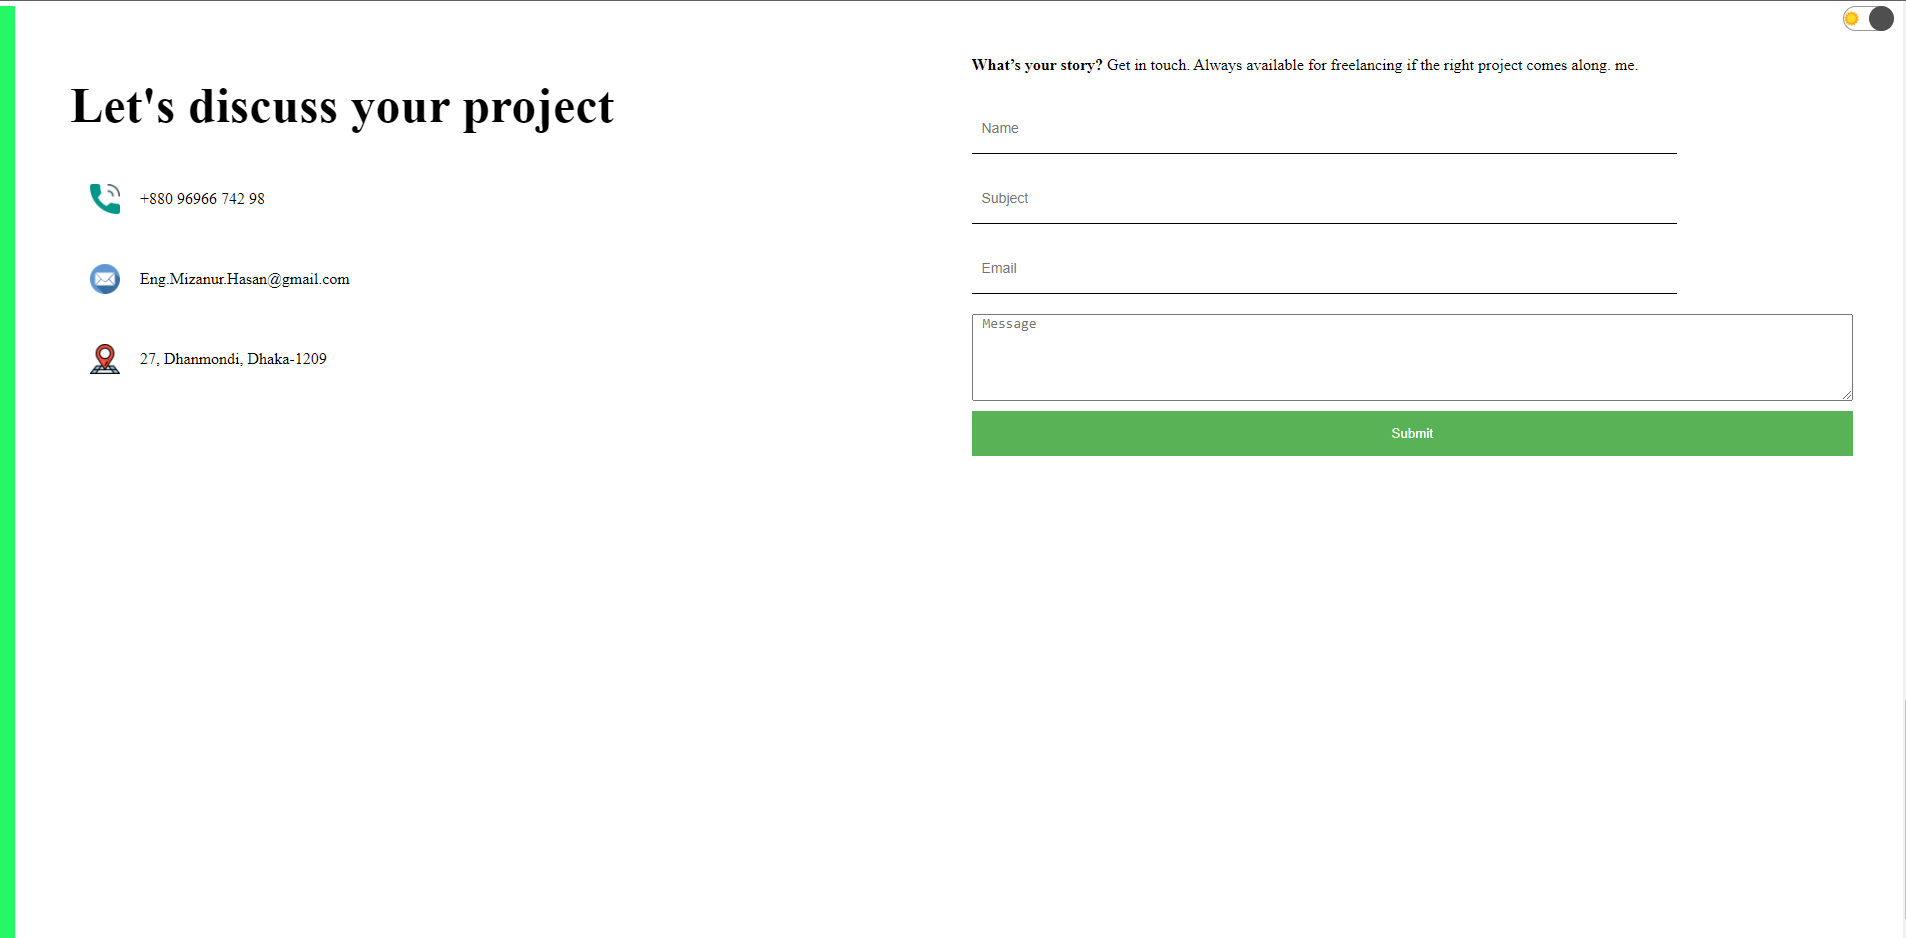 Let's discuss your project
+880 96966 742 98
Eng.Mizanur.Hasan@gmail.com
27, Dhanmondi, Dhaka-1209
What’s your story? Get in touch. Always available for freelancing if the right project comes along. me.
Name
Subject
Email
Message
Submit